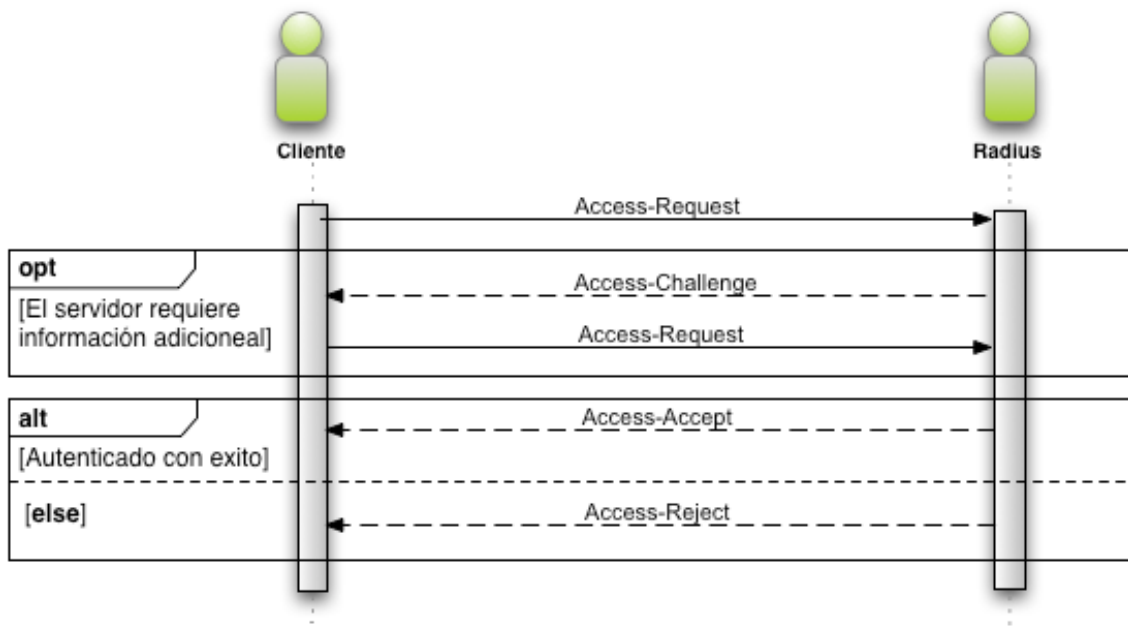 Cliente
Radius
Access-Request
opt
[El servidor requiere
información adicioneal]
Access-Challenge
Access-Request
alt
[Autenticado con exito]
Access-Accept
[else]
Access-Reject